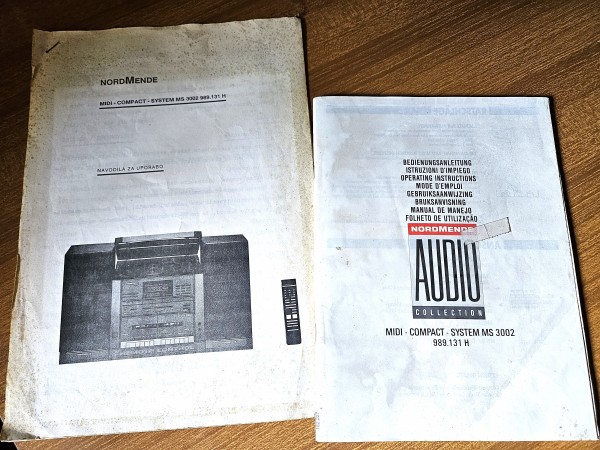 NORDMENDE
MIDI - COMPACT - SYSTEM MS 3002 989.131 H
NAVODILA ZA UPORABO
BEDIENUNGSANLEITUNG
ISTRUZIONI D'IMPIEGO
OPERATING INSTRUCTIONS
MODE D'EMPLOI
GEBRUIKSAANWIJZING
BRUKSANVISNING
MANUAL DE MANEJO
FOLHETO DE UTILIZAÇÃO
NORDMENDE
AUDIO
COLLECTION
MIDI - COMPACT - SYSTEM MS 3002
989.131 H